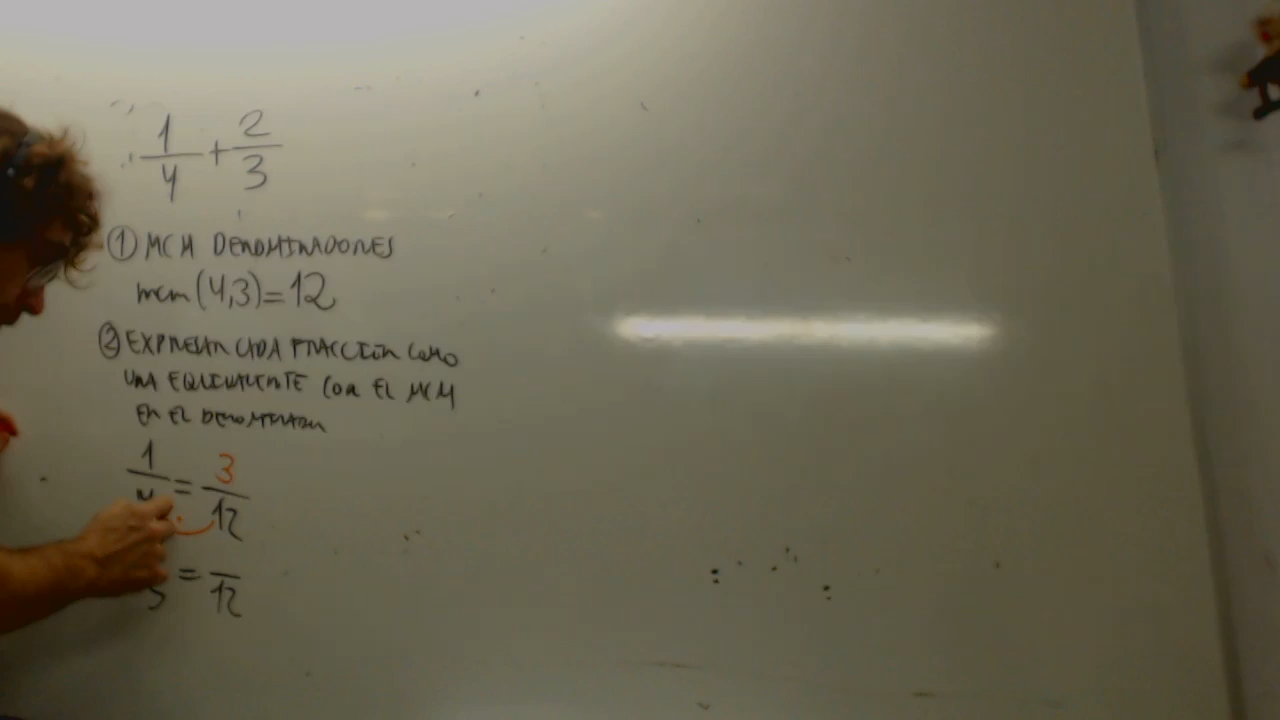 1/4 + 2/3
① MCM DENOMINADORES
mcm(4,3)=12
② EXPRESAR CADA FRACCIÓN COMO
UNA EQUIVALENTE CON EL MCM
EN EL DENOMINADOR
1/4 = 3/12
= /12